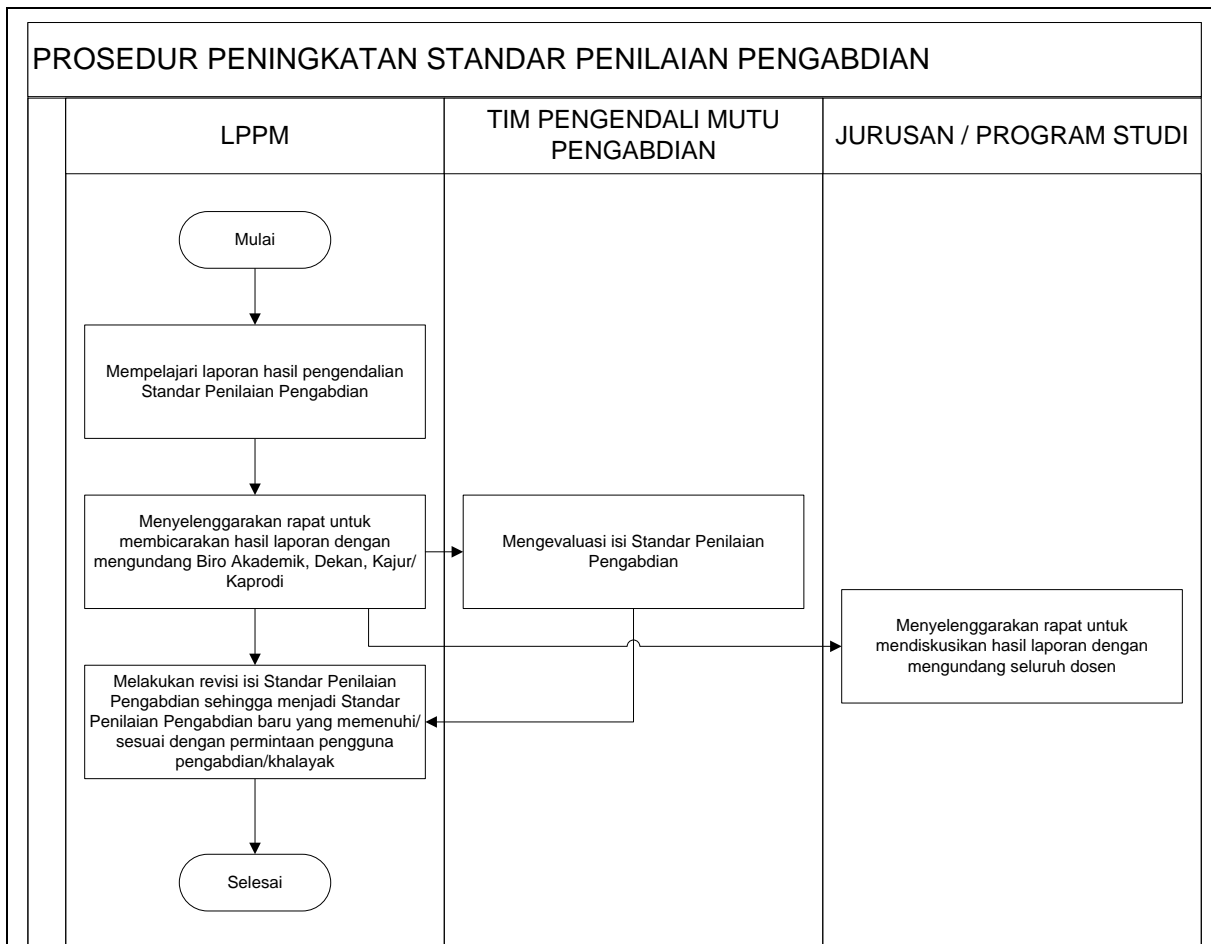 PROSEDUR PENINGKATAN STANDAR PENILAIAN PENGABDIAN
LPPM
TIM PENGENDALI MUTU
PENGABDIAN
JURUSAN / PROGRAM STUDI
Mulai
Mempelajari laporan hasil pengendalian
Standar Penilaian Pengabdian
Menyelenggarakan rapat untuk
membicarakan hasil laporan dengan
mengundang Biro Akademik, Dekan, Kajur/
Kaprodi
Mengevaluasi isi Standar Penilaian
Pengabdian
Menyelenggarakan rapat untuk
mendiskusikan hasil laporan dengan
mengundang seluruh dosen
Melakukan revisi isi Standar Penilaian
Pengabdian sehingga menjadi Standar
Penilaian Pengabdian baru yang memenuhi/
sesuai dengan permintaan pengguna
pengabdian/khalayak
Selesai